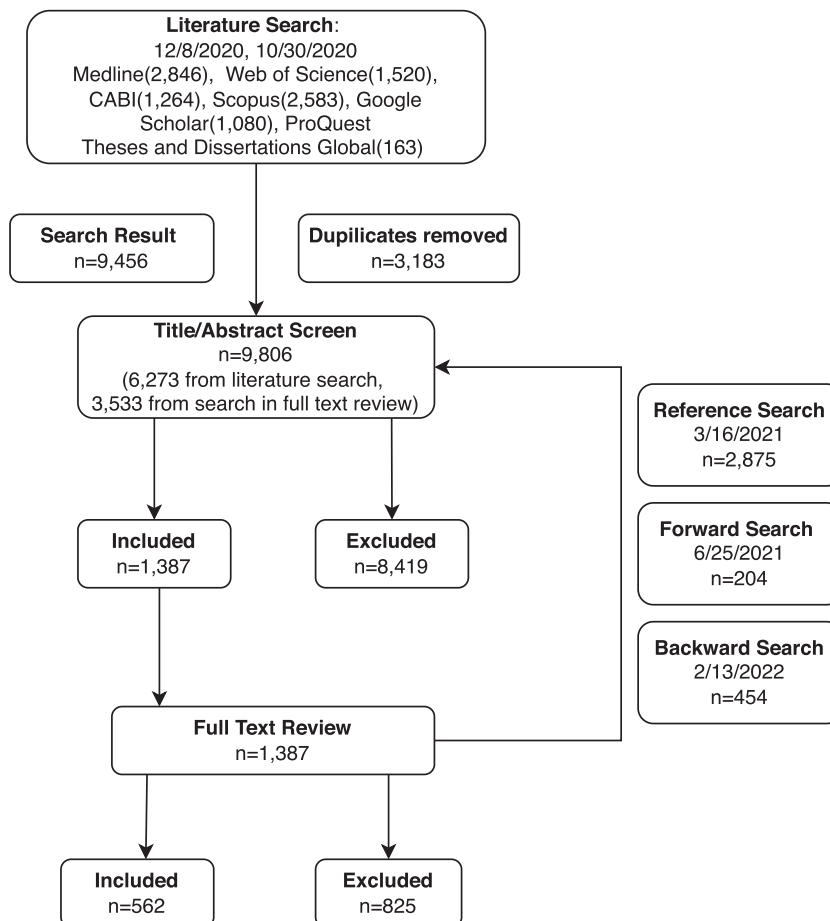 Literature Search:
12/8/2020, 10/30/2020
Medline(2,846), Web of Science(1,520),
CABI(1,264), Scopus(2,583), Google
Scholar(1,080), ProQuest
Theses and Dissertations Global(163)
Search Result
n=9,456
Dupilicates removed
n=3,183
Title/Abstract Screen
n=9,806
(6,273 from literature search,
3,533 from search in full text review)
Reference Search
3/16/2021
n=2,875
Forward Search
6/25/2021
n=204
Backward Search
2/13/2022
n=454
Included
n=1,387
Excluded
n=8,419
Full Text Review
n=1,387
Included
n=562
Excluded
n=825